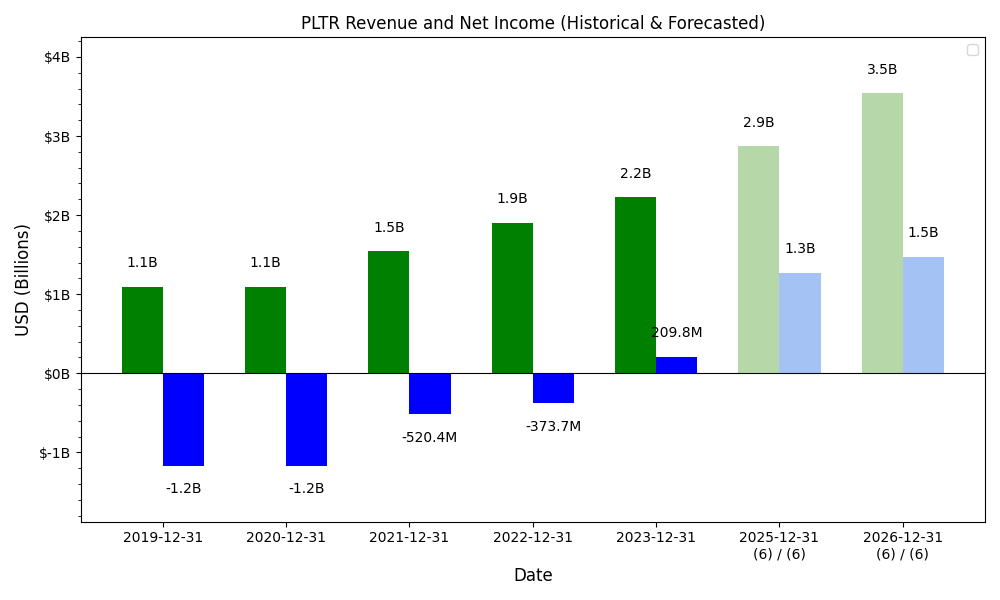 PLTR Revenue and Net Income (Historical & Forecasted)
$4B
$3B
$2B
$1B
$0B
$-1B
USD (Billions)
1.1B
-1.2B
1.1B
-1.2B
1.5B
-520.4M
1.9B
-373.7M
2.2B
209.8M
2.9B
1.3B
3.5B
1.5B
2019-12-31
2020-12-31
2021-12-31
2022-12-31
2023-12-31
2025-12-31
(6) / (6)
2026-12-31
(6) / (6)
Date